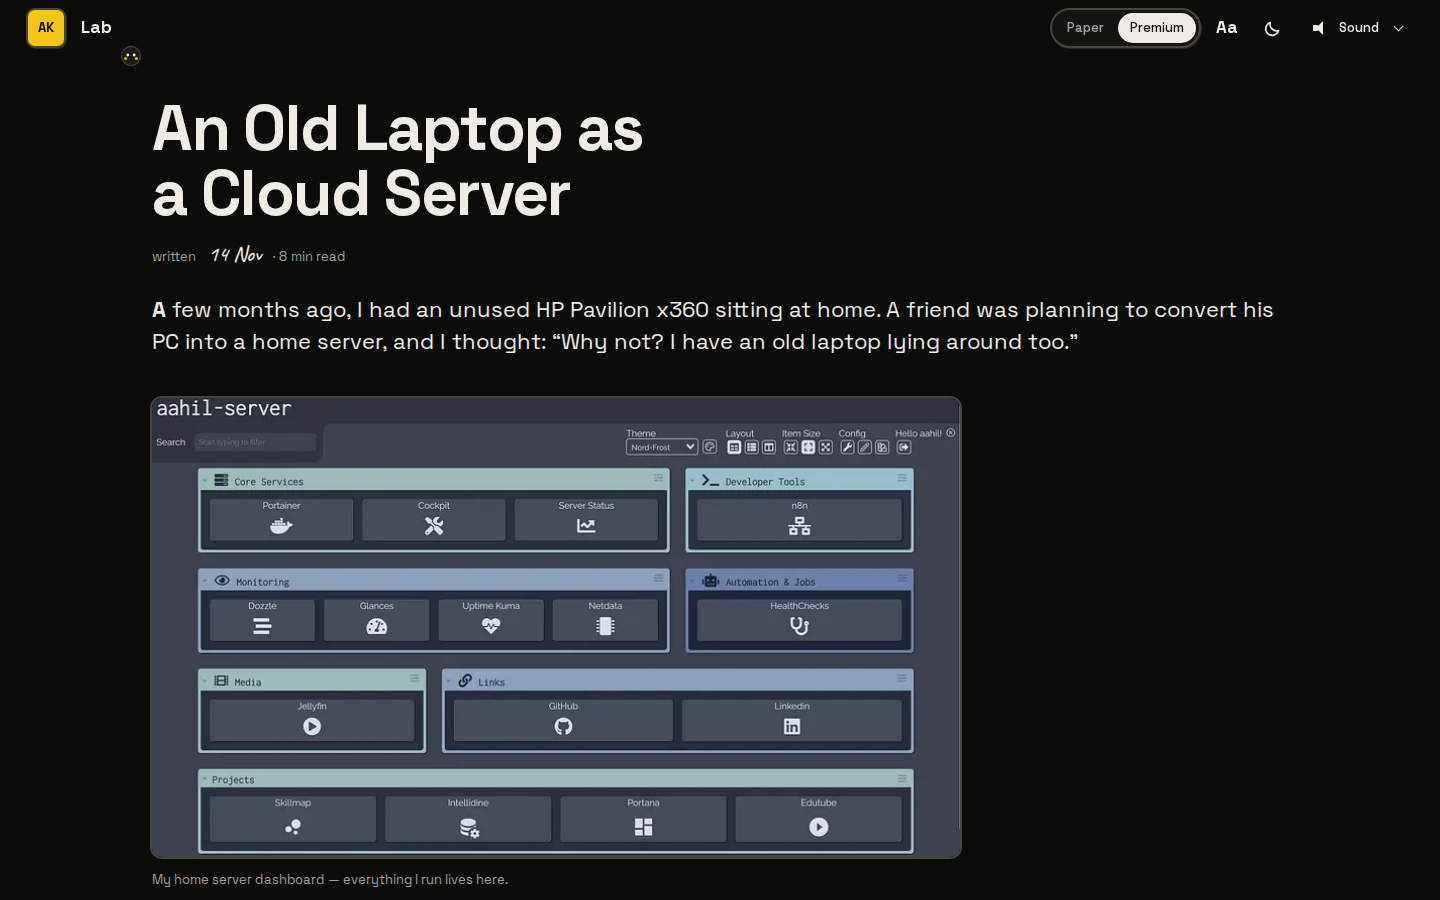 AK
Lab
Paper
Premium
Aa
Sound
An Old Laptop as
a Cloud Server
written 14 Nov · 8 min read
A few months ago, I had an unused HP Pavilion x360 sitting at home. A friend was planning to convert his
PC into a home server, and I thought: “Why not? I have an old laptop lying around too.”
aahil-server
Search
Start typing to filter
Theme
Nord-Frost
Layout
Item Size
Config
Hello aahil!
Core Services
Portainer
Cockpit
Server Status
Developer Tools
n8n
Monitoring
Dozzle
Glances
Uptime Kuma
Netdata
Automation & Jobs
HealthChecks
Media
Jellyfin
Links
GitHub
Linkedin
Projects
Skillmap
Intellidine
Portana
Edutube
My home server dashboard — everything I run lives here.